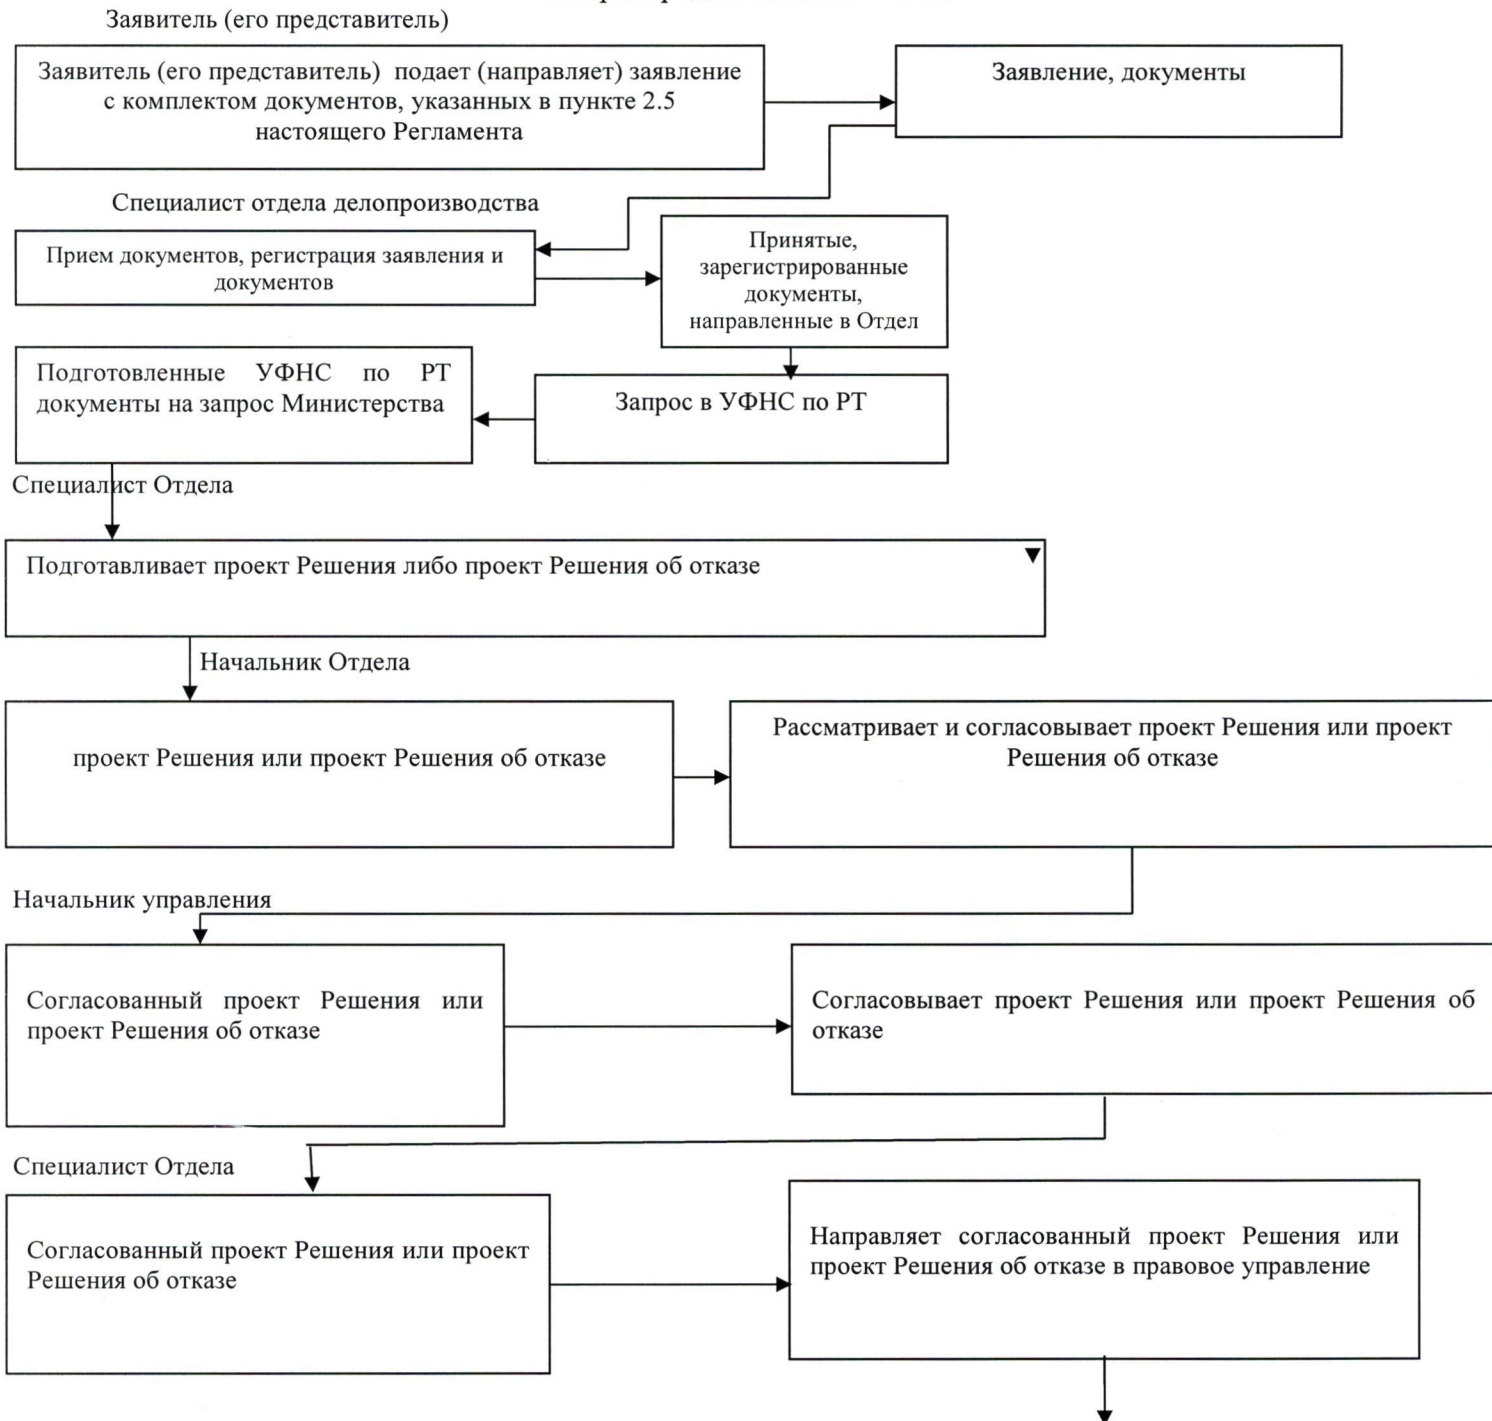 Заявитель (его представитель)
Заявитель (его представитель) подает (направляет) заявление
с комплектом документов, указанных в пункте 2.5
настоящего Регламента
Заявление, документы
Специалист отдела делопроизводства
Прием документов, регистрация заявления и
документов
Принятые,
зарегистрированные
документы,
направленные в Отдел
Запрос в УФНС по РТ
Подготовленные УФНС по РТ
документы на запрос Министерства
Специалист Отдела
Подготавливает проект Решения либо проект Решения об отказе
Начальник Отдела
проект Решения или проект Решения об отказе
Рассматривает и согласовывает проект Решения или проект
Решения об отказе
Начальник управления
Согласованный проект Решения или
проект Решения об отказе
Согласовывает проект Решения или проект Решения об
отказе
Специалист Отдела
Согласованный проект Решения или проект
Решения об отказе
Направляет согласованный проект Решения или
проект Решения об отказе в правовое управление